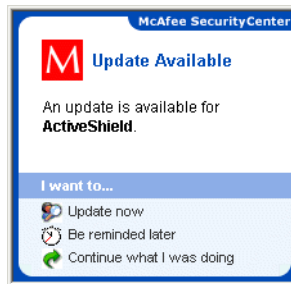 McAfee SecurityCenter
M Update Available
An update is available for
ActiveShield.
I want to...
Update now
Be reminded later
Continue what I was doing